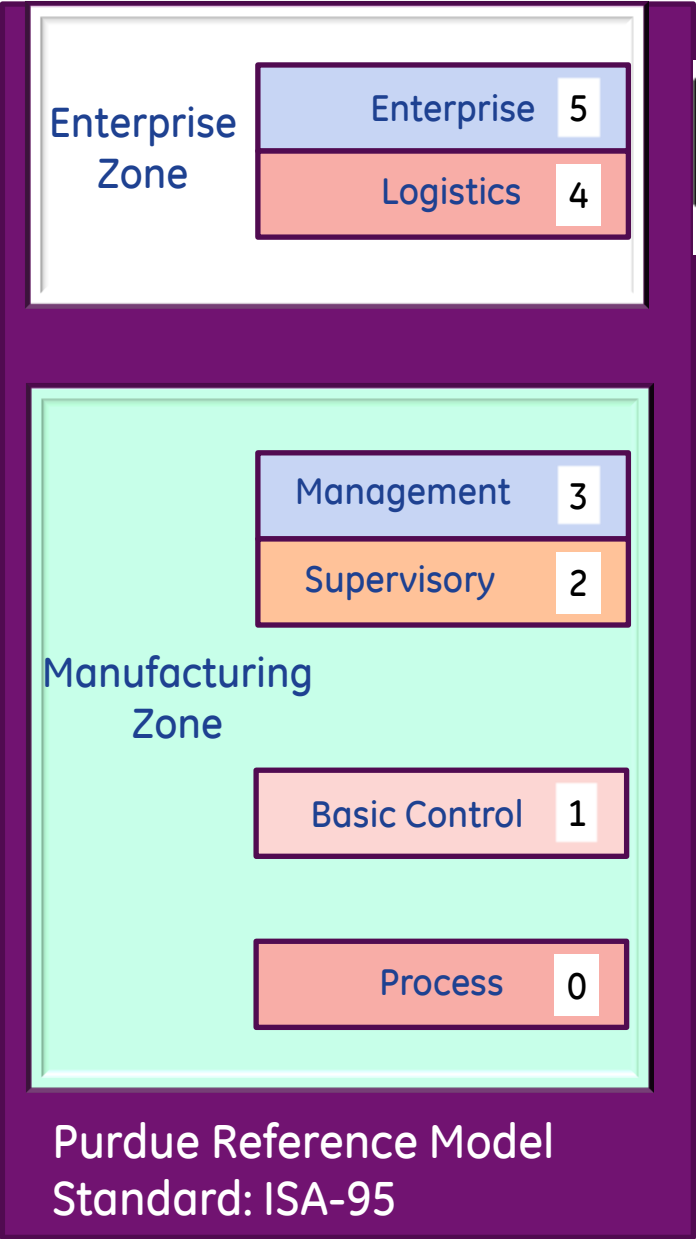 Enterprise
Zone
Enterprise 5
Logistics 4
Management 3
Supervisory 2
Manufacturing
Zone
Basic Control 1
Process 0
Purdue Reference Model
Standard: ISA-95